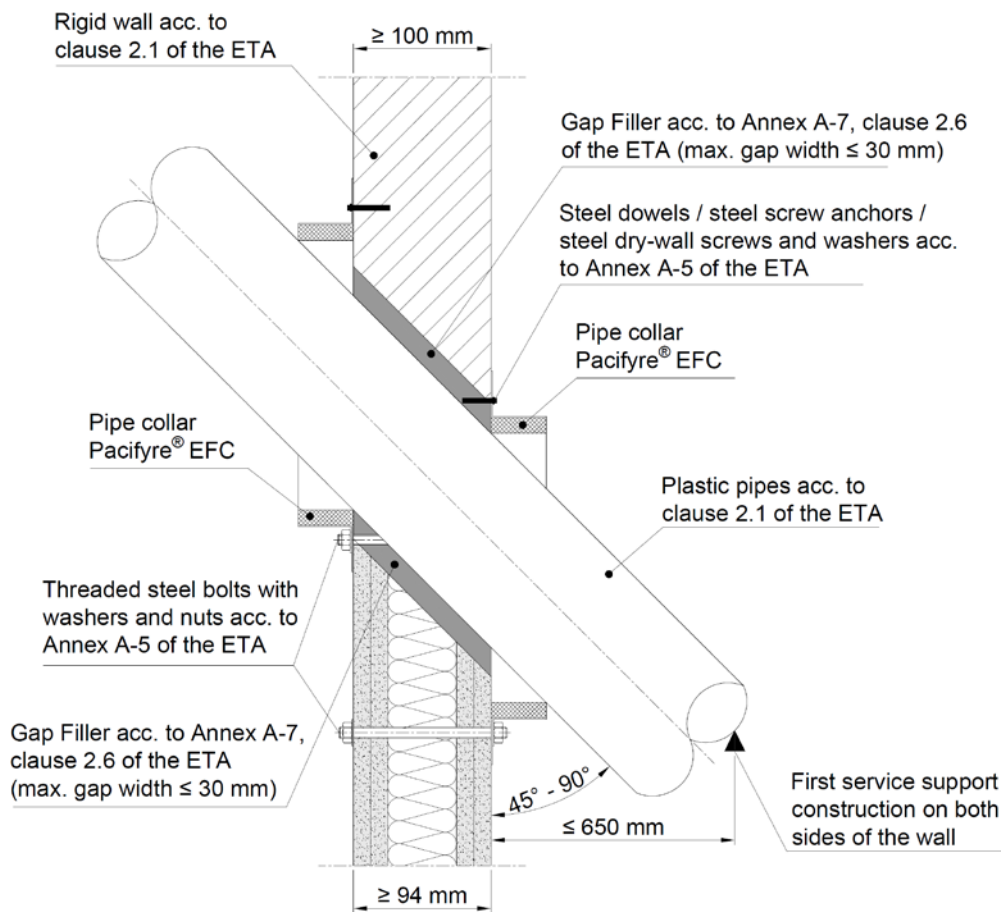 Rigid wall acc. to
clause 2.1 of the ETA
≥ 100 mm
Gap Filler acc. to Annex A-7, clause 2.6
of the ETA (max. gap width ≤ 30 mm)
Steel dowels / steel screw anchors /
steel dry-wall screws and washers acc.
to Annex A-5 of the ETA
Pipe collar
Pacifyre® EFC
Pipe collar
Pacifyre® EFC
Plastic pipes acc. to
clause 2.1 of the ETA
Threaded steel bolts with
washers and nuts acc. to
Annex A-5 of the ETA
Gap Filler acc. to Annex A-7,
clause 2.6 of the ETA
(max. gap width ≤ 30 mm)
45° - 90°
≤ 650 mm
First service support
construction on both
sides of the wall
≥ 94 mm